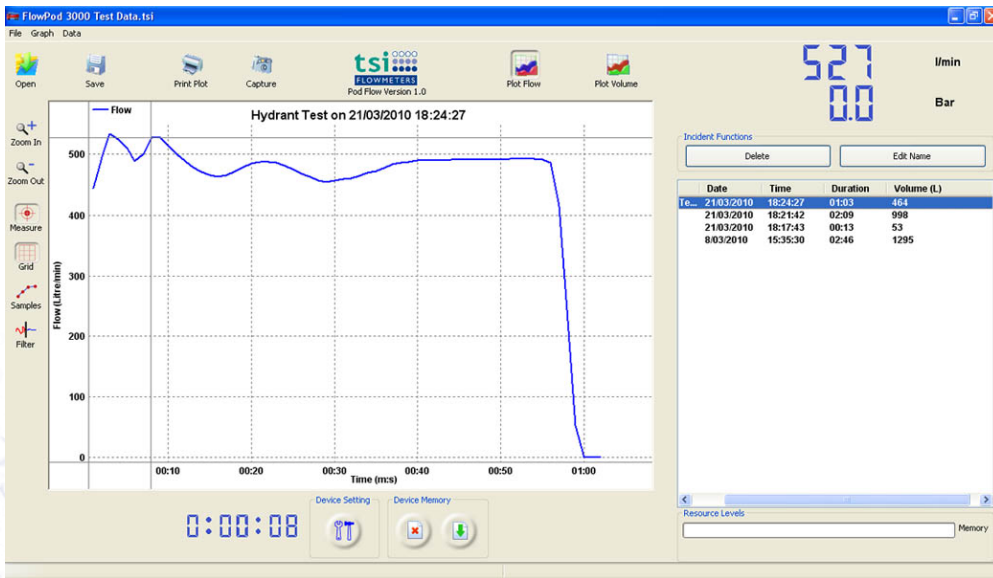 FlowPod 3000 Test Data.tsi
File Graph Data
Open Save Print Plot Capture
tsi
FLOWMETERS
Pod Flow Version 1.0
Plot Flow Plot Volume
527 l/min
0.0 Bar
Zoom In
Zoom Out
Measure
Grid
Samples
Filter
Flow
Hydrant Test on 21/03/2010 18:24:27
Flow (Litre/min)
500
400
300
200
100
0
00:10 00:20 00:30 00:40 00:50 01:00
Time (m:s)
Incident Functions
Delete Edit Name
Date Time Duration Volume (L)
Te... 21/03/2010 18:24:27 01:03 464
21/03/2010 18:21:42 02:09 998
21/03/2010 18:17:43 00:13 53
8/03/2010 15:35:30 02:46 1295
0:00:08
Device Setting Device Memory
Resource Levels
Memory